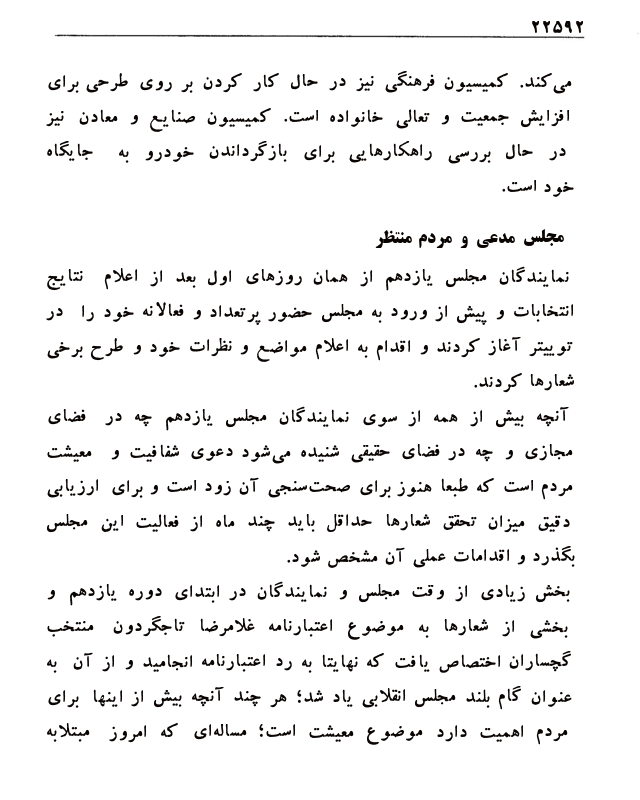 ۲۲۵۹۲
می‌کند. کمیسیون فرهنگی نیز در حال کار کردن بر روی طرحی برای
افزایش جمعیت و تعالی خانواده است. کمیسیون صنایع و معادن نیز
در حال بررسی راهکارهایی برای بازگرداندن خودرو به جایگاه
خود است.
مجلس مدعی و مردم منتظر
نمایندگان مجلس یازدهم از همان روزهای اول بعد از اعلام نتایج
انتخابات و پیش از ورود به مجلس حضور پرتعداد و فعالانه خود را در
توییتر آغاز کردند و اقدام به اعلام مواضع و نظرات خود و طرح برخی
شعارها کردند.
آنچه بیش از همه از سوی نمایندگان مجلس یازدهم چه در فضای
مجازی و چه در فضای حقیقی شنیده می‌شود دعوی شفافیت و معیشت
مردم است که طبعا هنوز برای صحت‌سنجی آن زود است و برای ارزیابی
دقیق میزان تحقق شعارها حداقل باید چند ماه از فعالیت این مجلس
بگذرد و اقدامات عملی آن مشخص شود.
بخش زیادی از وقت مجلس و نمایندگان در ابتدای دوره یازدهم و
بخشی از شعارها به موضوع اعتبارنامه غلامرضا تاجگردون منتخب
گچساران اختصاص یافت که نهایتا به رد اعتبارنامه انجامید و از آن به
عنوان گام بلند مجلس انقلابی یاد شد؛ هر چند آنچه بیش از اینها برای
مردم اهمیت دارد موضوع معیشت است؛ مساله‌ای که امروز مبتلابه